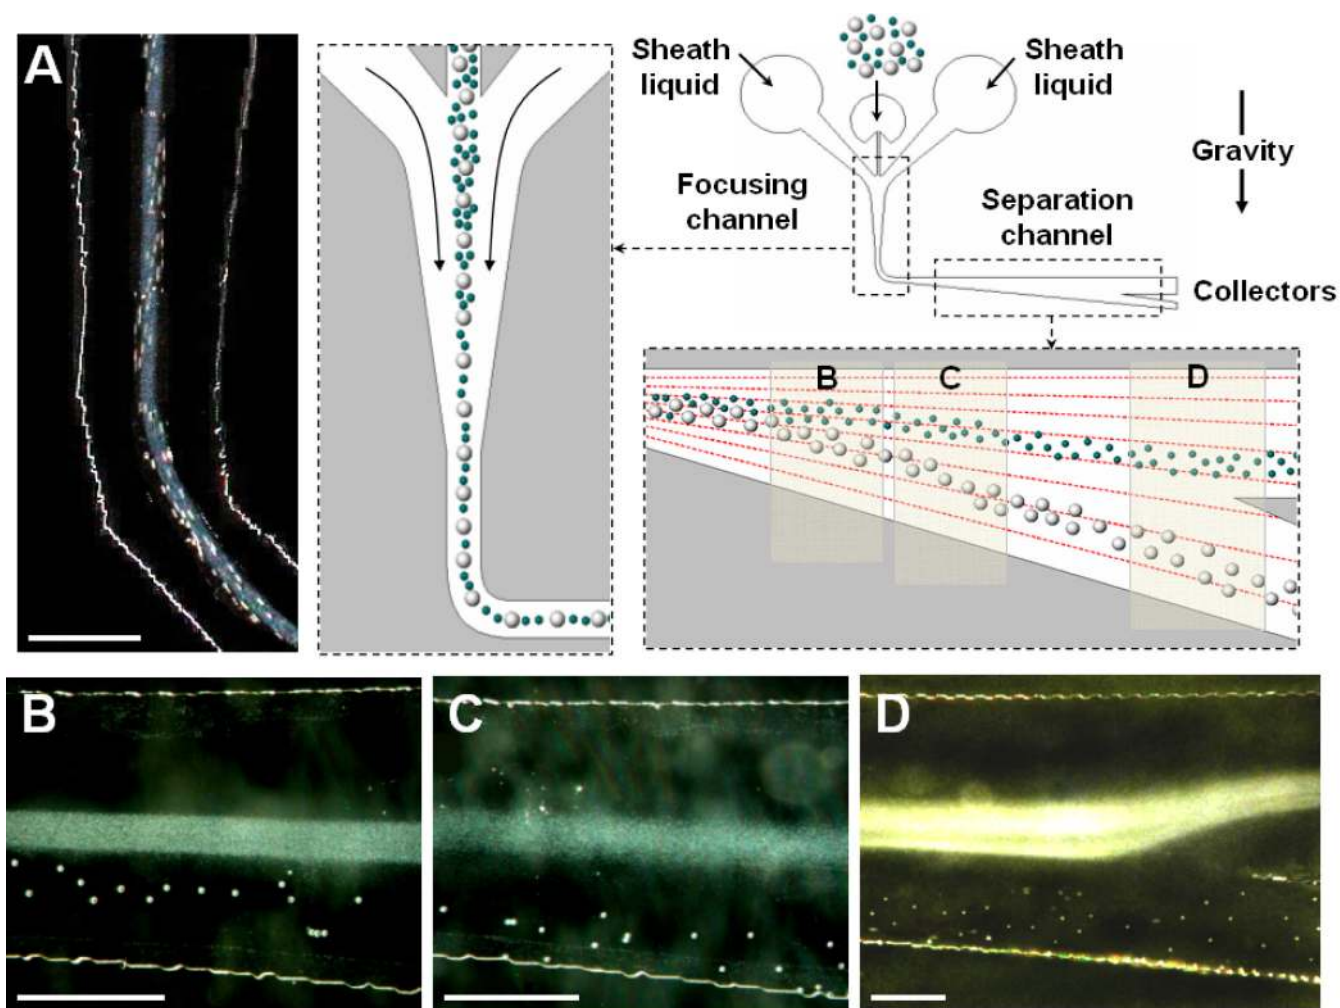 A
Sheath
liquid
Sheath
liquid
Gravity
Focusing
channel
Separation
channel
Collectors
B
C
D
B
C
D